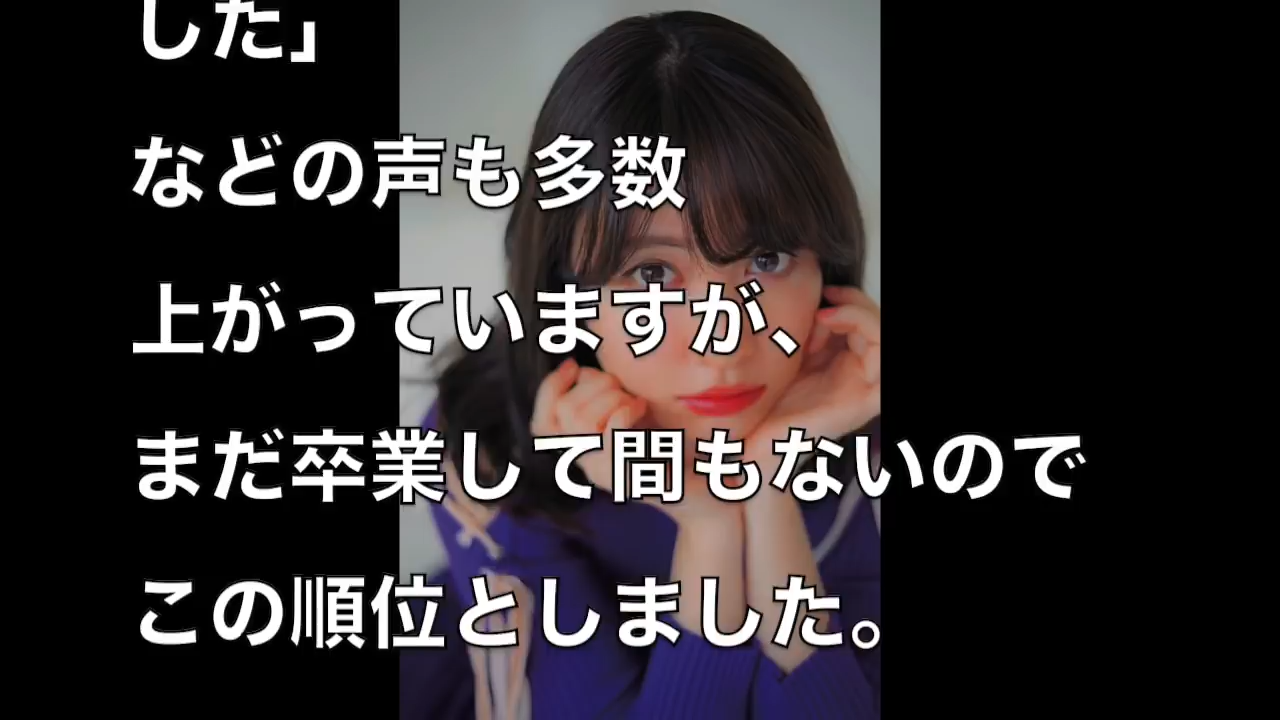 した」
などの声も多数
上がっていますが、
まだ卒業して間もないので
この順位としました。